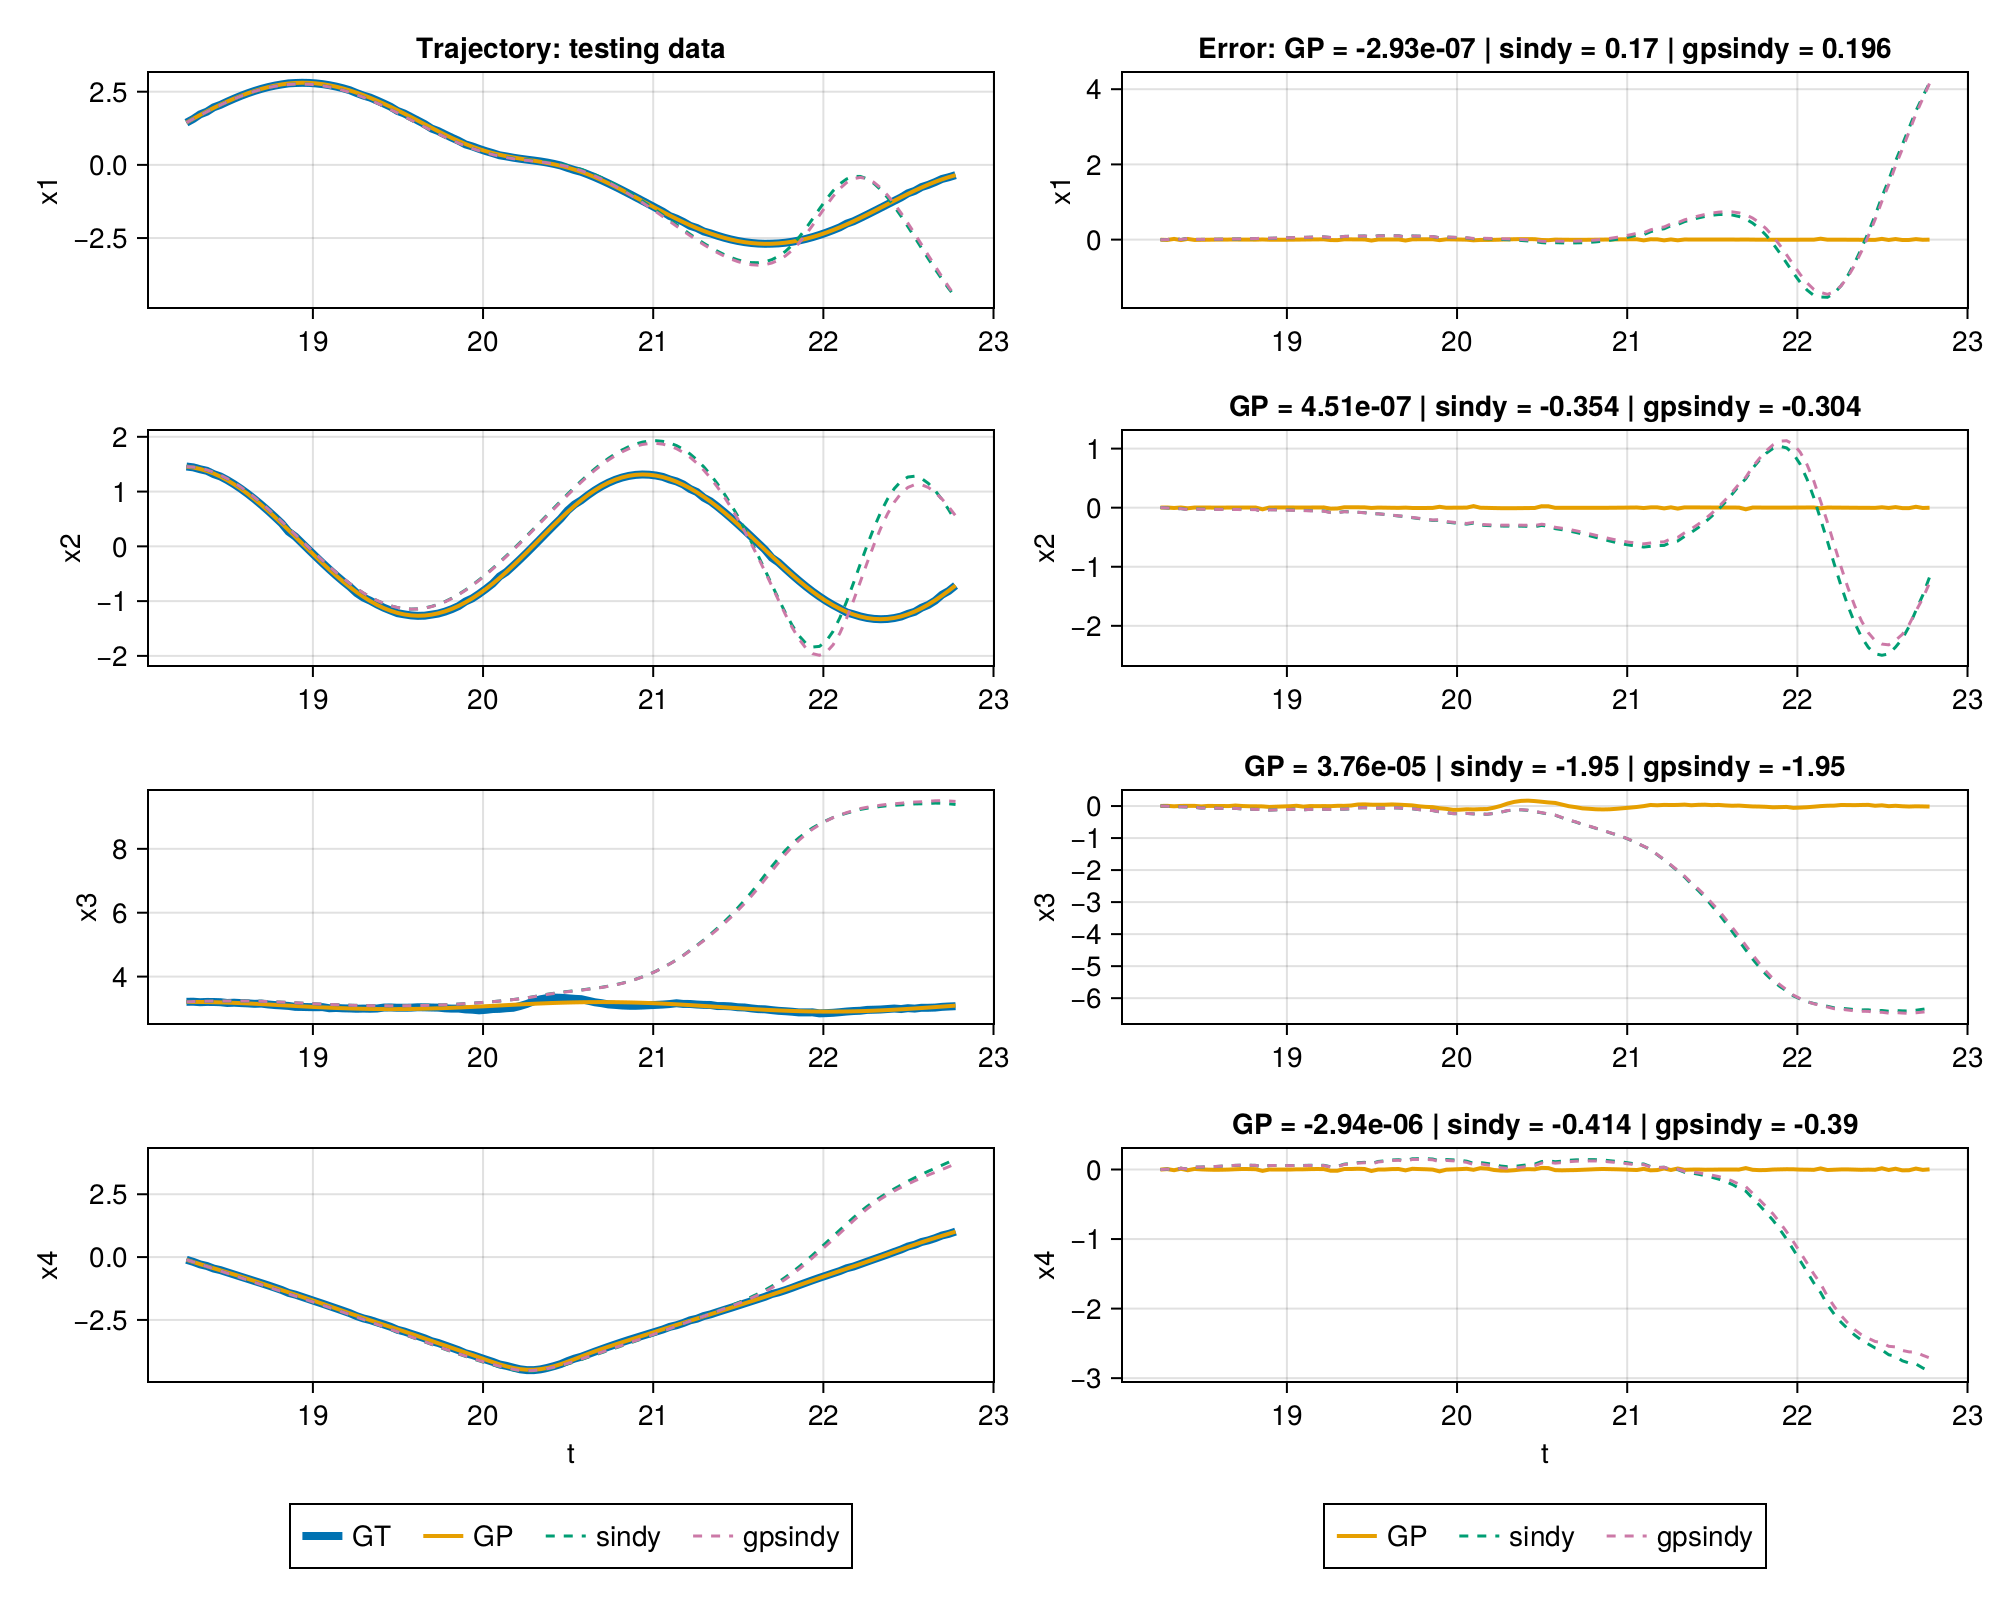 Trajectory: testing data
Error: GP = -2.93e-07 | sindy = 0.17 | gpsindy = 0.196
x1
2.5
0.0
−2.5
19 20 21 22 23
x1
4
2
0
19 20 21 22 23
GP = 4.51e-07 | sindy = -0.354 | gpsindy = -0.304
x2
2
1
0
−1
−2
19 20 21 22 23
x2
1
0
−1
−2
19 20 21 22 23
GP = 3.76e-05 | sindy = -1.95 | gpsindy = -1.95
x3
8
6
4
19 20 21 22 23
x3
0
−1
−2
−3
−4
−5
−6
19 20 21 22 23
GP = -2.94e-06 | sindy = -0.414 | gpsindy = -0.39
x4
2.5
0.0
−2.5
19 20 21 22 23
t
x4
0
−1
−2
−3
19 20 21 22 23
t
GT GP sindy gpsindy
GP sindy gpsindy